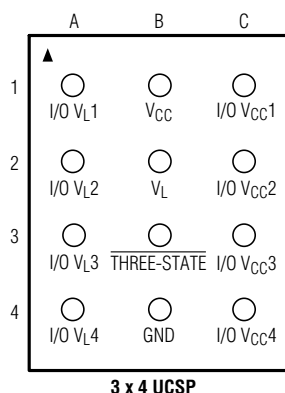 A B C
1
I/O VL1 VCC I/O VCC1
2
I/O VL2 VL I/O VCC2
3
I/O VL3 THREE-STATE I/O VCC3
4
I/O VL4 GND I/O VCC4
3 x 4 UCSP